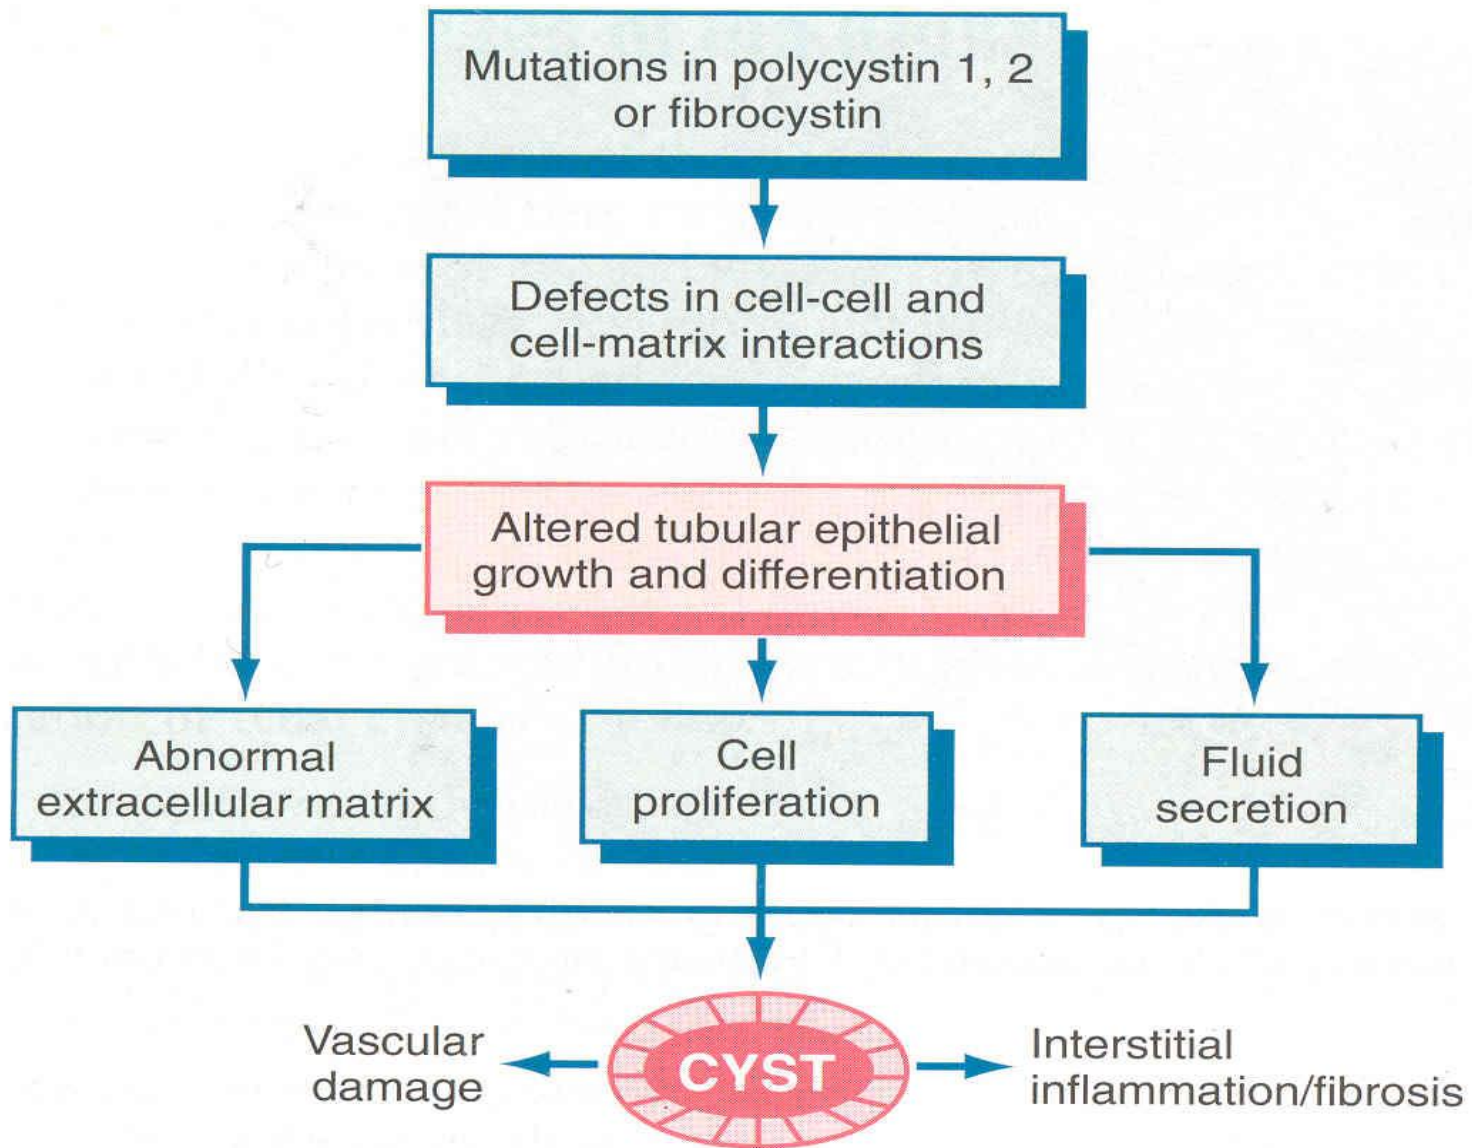 Mutations in polycystin 1, 2
or fibrocystin
Defects in cell-cell and
cell-matrix interactions
Altered tubular epithelial
growth and differentiation
Abnormal
extracellular matrix
Cell
proliferation
Fluid
secretion
Vascular
damage
CYST
Interstitial
inflammation/fibrosis